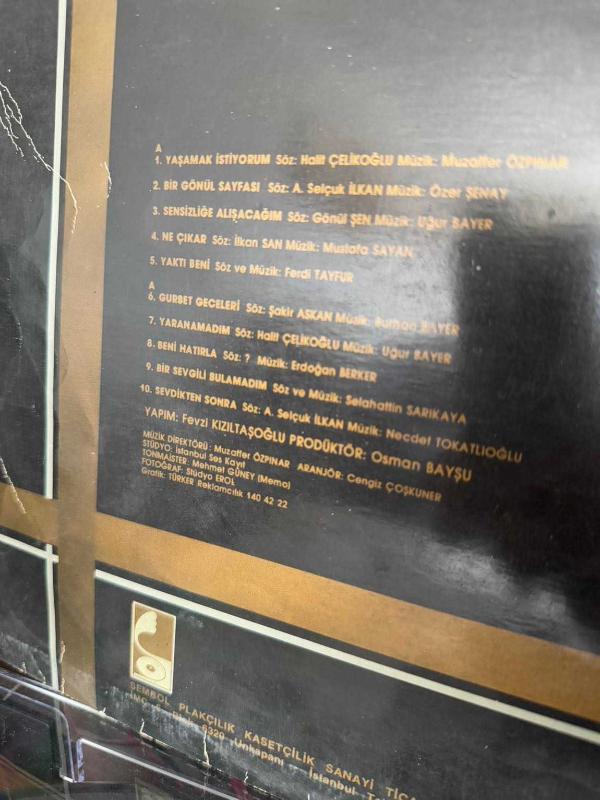 A
1. YAŞAMAK İSTİYORUM Söz: Halit ÇELİKOĞLU Müzik: Muzaffer ÖZPINAR
2. BİR GÖNÜL SAYFASI Söz: A. Selçuk İLKAN Müzik: Özer ŞENAY
3. SENSİZLİĞE ALIŞACAĞIM Söz: Gönül ŞEN Müzik: Uğur BAYER
4. NE ÇIKAR Söz: İlkan SAN Müzik: Mustafa SAYAN
5. YAKTI BENİ Söz ve Müzik: Ferdi TAYFUR
A
6. GURBET GECELERİ Söz: Şakir ASKAN Müzik: Burhan BAYER
7. YARANAMADIM Söz: Halit ÇELİKOĞLU Müzik: Uğur BAYER
8. BENİ HATIRLA Söz: ? Müzik: Erdoğan BERKER
9. BİR SEVGİLİ BULAMADIM Söz ve Müzik: Selahattin SARIKAYA
10. SEVDİKTEN SONRA Söz: A. Selçuk İLKAN Müzik: Necdet TOKATLIOĞLU
YAPIM: Fevzi KIZILTAŞOĞLU PRODÜKTÖR: Osman BAYŞU
MÜZİK DİREKTÖRÜ: Muzaffer ÖZPINAR ARANJÖR: Cengiz ÇOŞKUNER
STÜDYO: İstanbul Ses Kayıt
TONMAİSTER: Mehmet GÜNEY (Memo)
FOTOĞRAF: Stüdyo EROL
Grafik: TÜRKER Reklamcılık 140 42 22
SEMBOL PLAKÇILIK KASETÇİLİK SANAYİ TİCA
İMÇ 6320 Unkapanı - İstanbul